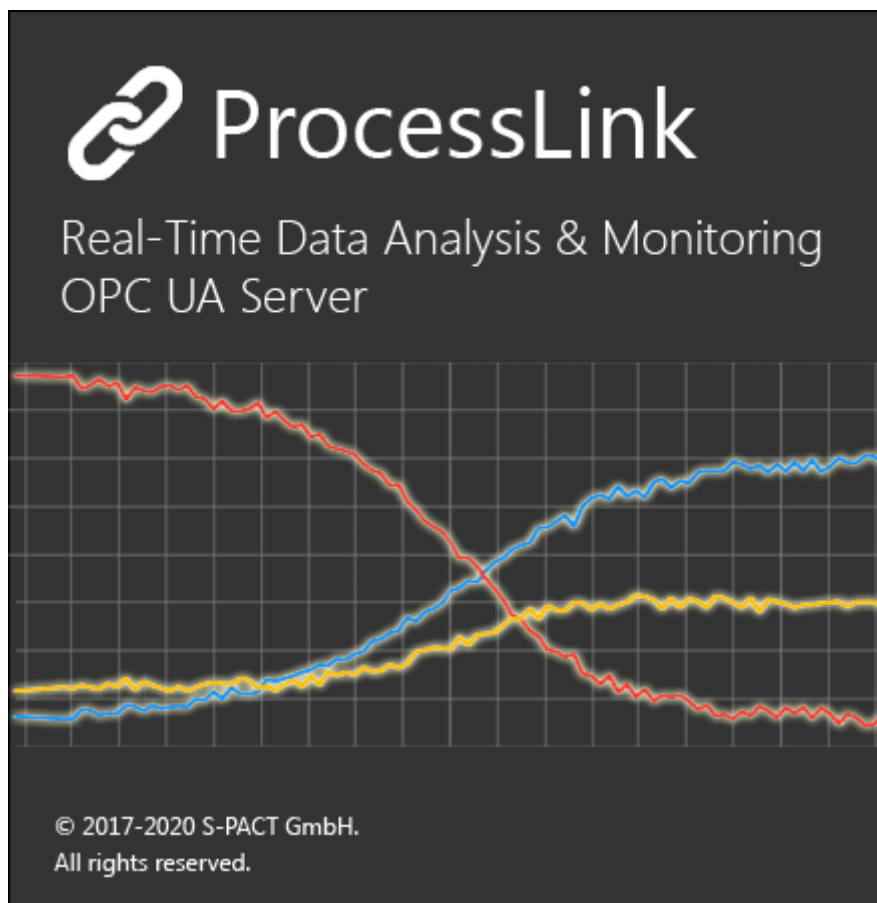 ProcessLink
Real-Time Data Analysis & Monitoring
OPC UA Server
© 2017-2020 S-PACT GmbH.
All rights reserved.